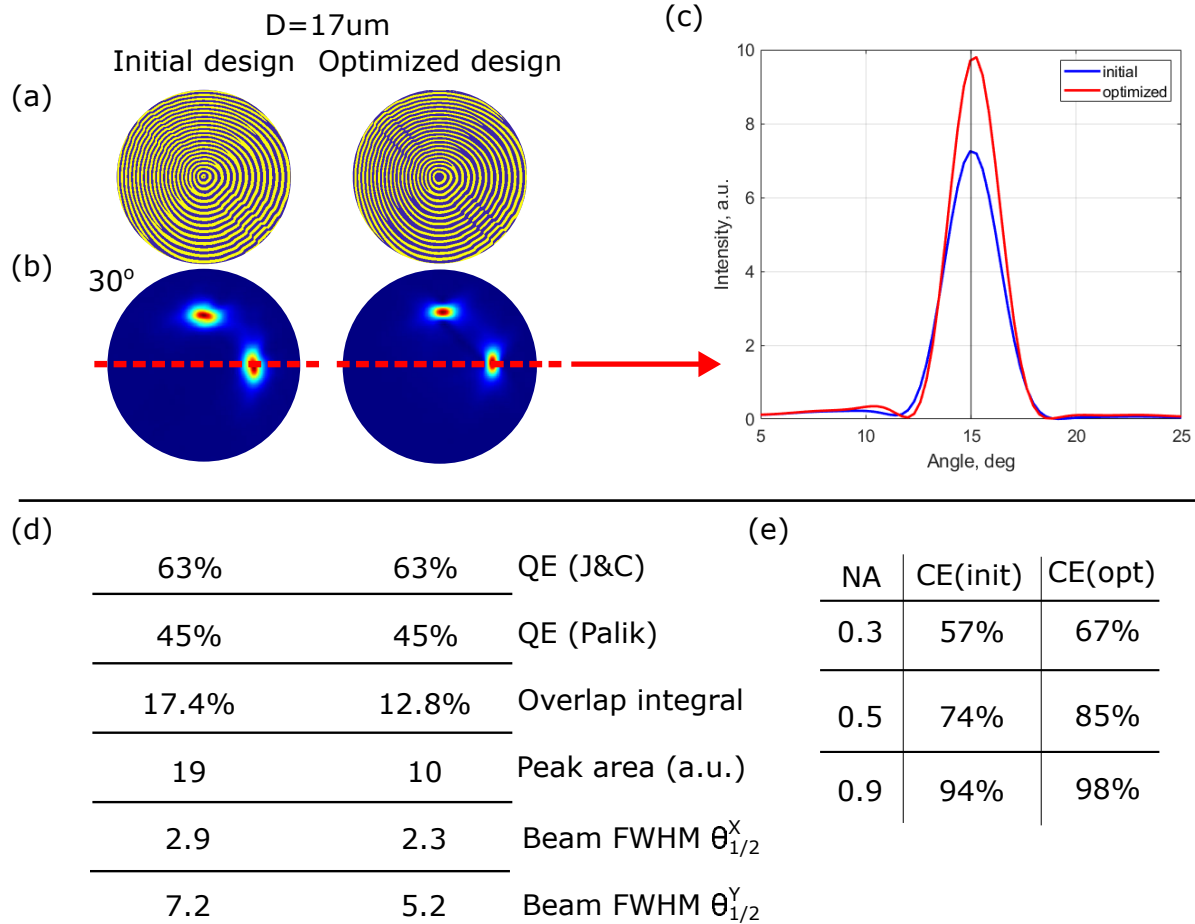 D=17um
Initial design Optimized design
(a)
(b)
30º
(c)
10
8
6
4
2
0
5 10 15 20 25
Intensity, a.u.
Angle, deg
initial
optimized
(d)
63% 63% QE (J&C)
45% 45% QE (Palik)
17.4% 12.8% Overlap integral
19 10 Peak area (a.u.)
2.9 2.3 Beam FWHM θ X 1/2
7.2 5.2 Beam FWHM θ Y 1/2
(e)
NA CE(init) CE(opt)
0.3 57% 67%
0.5 74% 85%
0.9 94% 98%